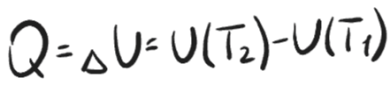 Q = ΔU = U(T₂) - U(T₁)